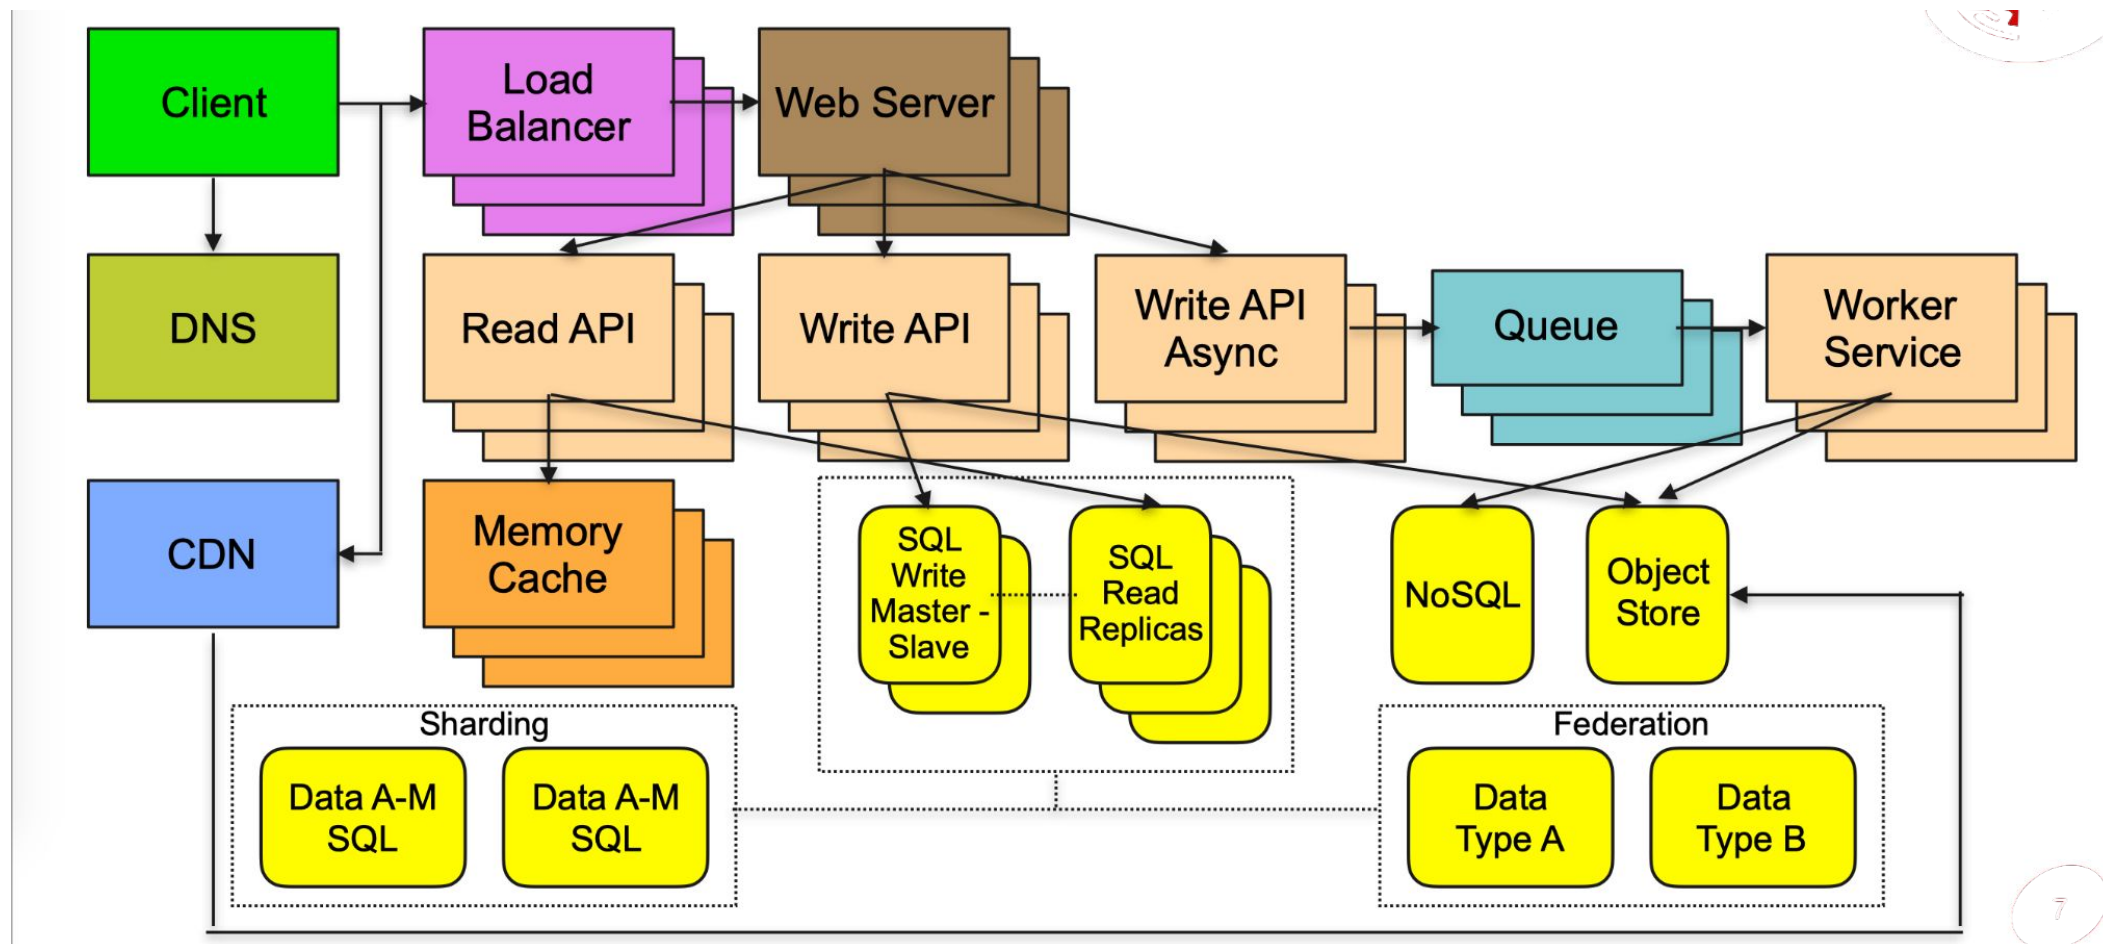 Client
Load
Balancer
Web Server
DNS
Read API
Write API
Write API
Async
Queue
Worker
Service
CDN
Memory
Cache
SQL
Write
Master -
Slave
SQL
Read
Replicas
NoSQL
Object
Store
Sharding
Data A-M
SQL
Data A-M
SQL
Federation
Data
Type A
Data
Type B
7